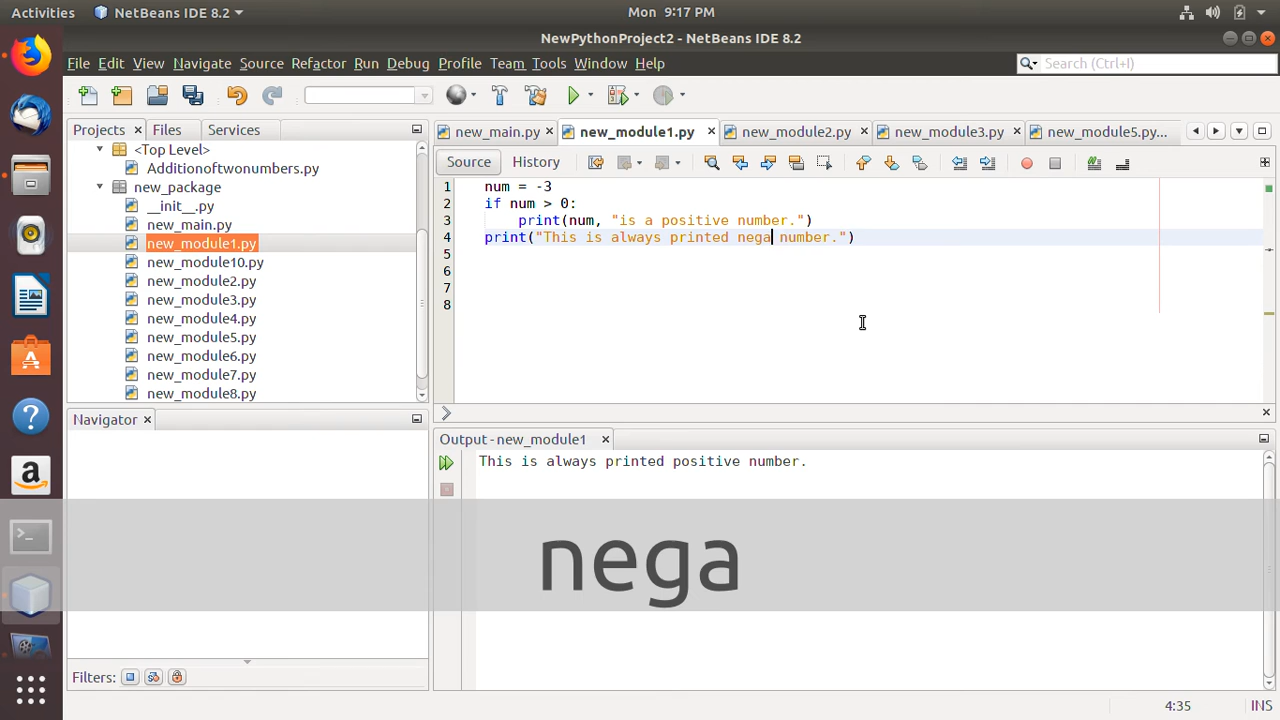 Activities NetBeans IDE 8.2 Mon 9:17 PM
NewPythonProject2 - NetBeans IDE 8.2
File Edit View Navigate Source Refactor Run Debug Profile Team Tools Window Help Search (Ctrl+I)
Projects Files Services new_main.py new_module1.py new_module2.py new_module3.py new_module5.py...
<Top Level>
Additionoftwonumbers.py
new_package
__init__.py
new_main.py
new_module1.py
new_module10.py
new_module2.py
new_module3.py
new_module4.py
new_module5.py
new_module6.py
new_module7.py
new_module8.py
Source History
1 num = -3
2 if num > 0:
3 print(num, "is a positive number.")
4 print("This is always printed nega number.")
5
6
7
8
Navigator
Filters:
Output - new_module1
This is always printed positive number.
nega
4:35 INS